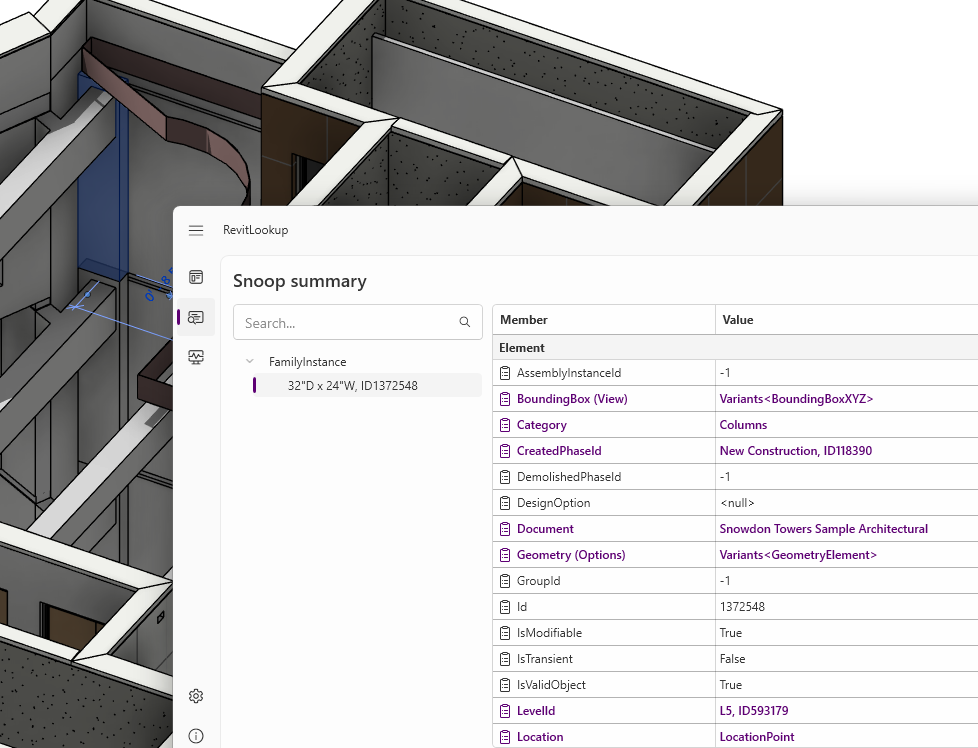 RevitLookup
Snoop summary
Search...
FamilyInstance
32"D x 24"W, ID1372548
Member Value
Element
AssemblyInstanceId -1
BoundingBox (View) Variants<BoundingBoxXYZ>
Category Columns
CreatedPhaseId New Construction, ID118390
DemolishedPhaseId -1
DesignOption <null>
Document Snowdon Towers Sample Architectural
Geometry (Options) Variants<GeometryElement>
GroupId -1
Id 1372548
IsModifiable True
IsTransient False
IsValidObject True
LevelId L5, ID593179
Location LocationPoint